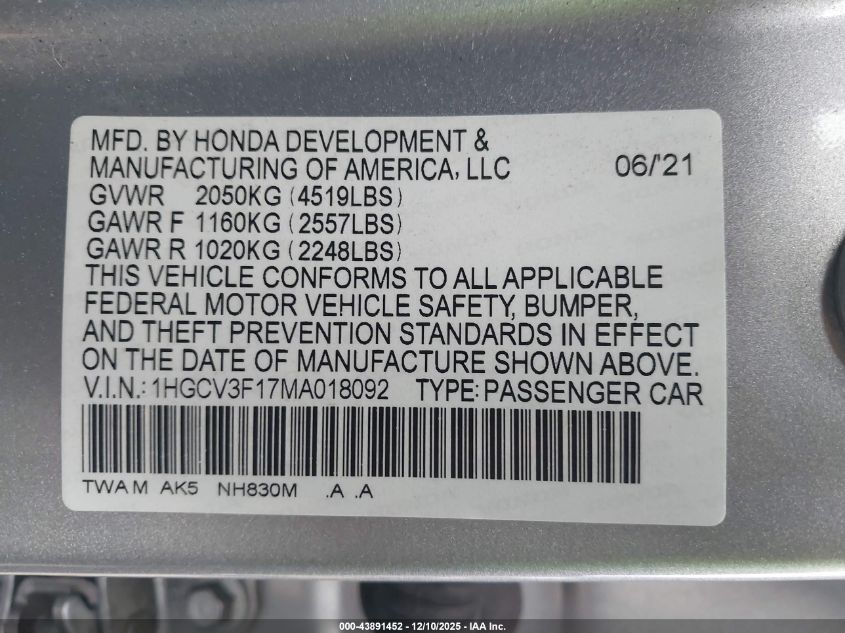 MFD. BY HONDA DEVELOPMENT &
MANUFACTURING OF AMERICA, LLC 06/'21
GVWR 2050KG (4519LBS)
GAWR F 1160KG (2557LBS)
GAWR R 1020KG (2248LBS)
THIS VEHICLE CONFORMS TO ALL APPLICABLE
FEDERAL MOTOR VEHICLE SAFETY, BUMPER,
AND THEFT PREVENTION STANDARDS IN EFFECT
ON THE DATE OF MANUFACTURE SHOWN ABOVE.
V.I.N.: 1HGCV3F17MA018092 TYPE: PASSENGER CAR
TWA M AK5 NH830M .A .A
000-43891452 - 12/10/2025 - IAA Inc.